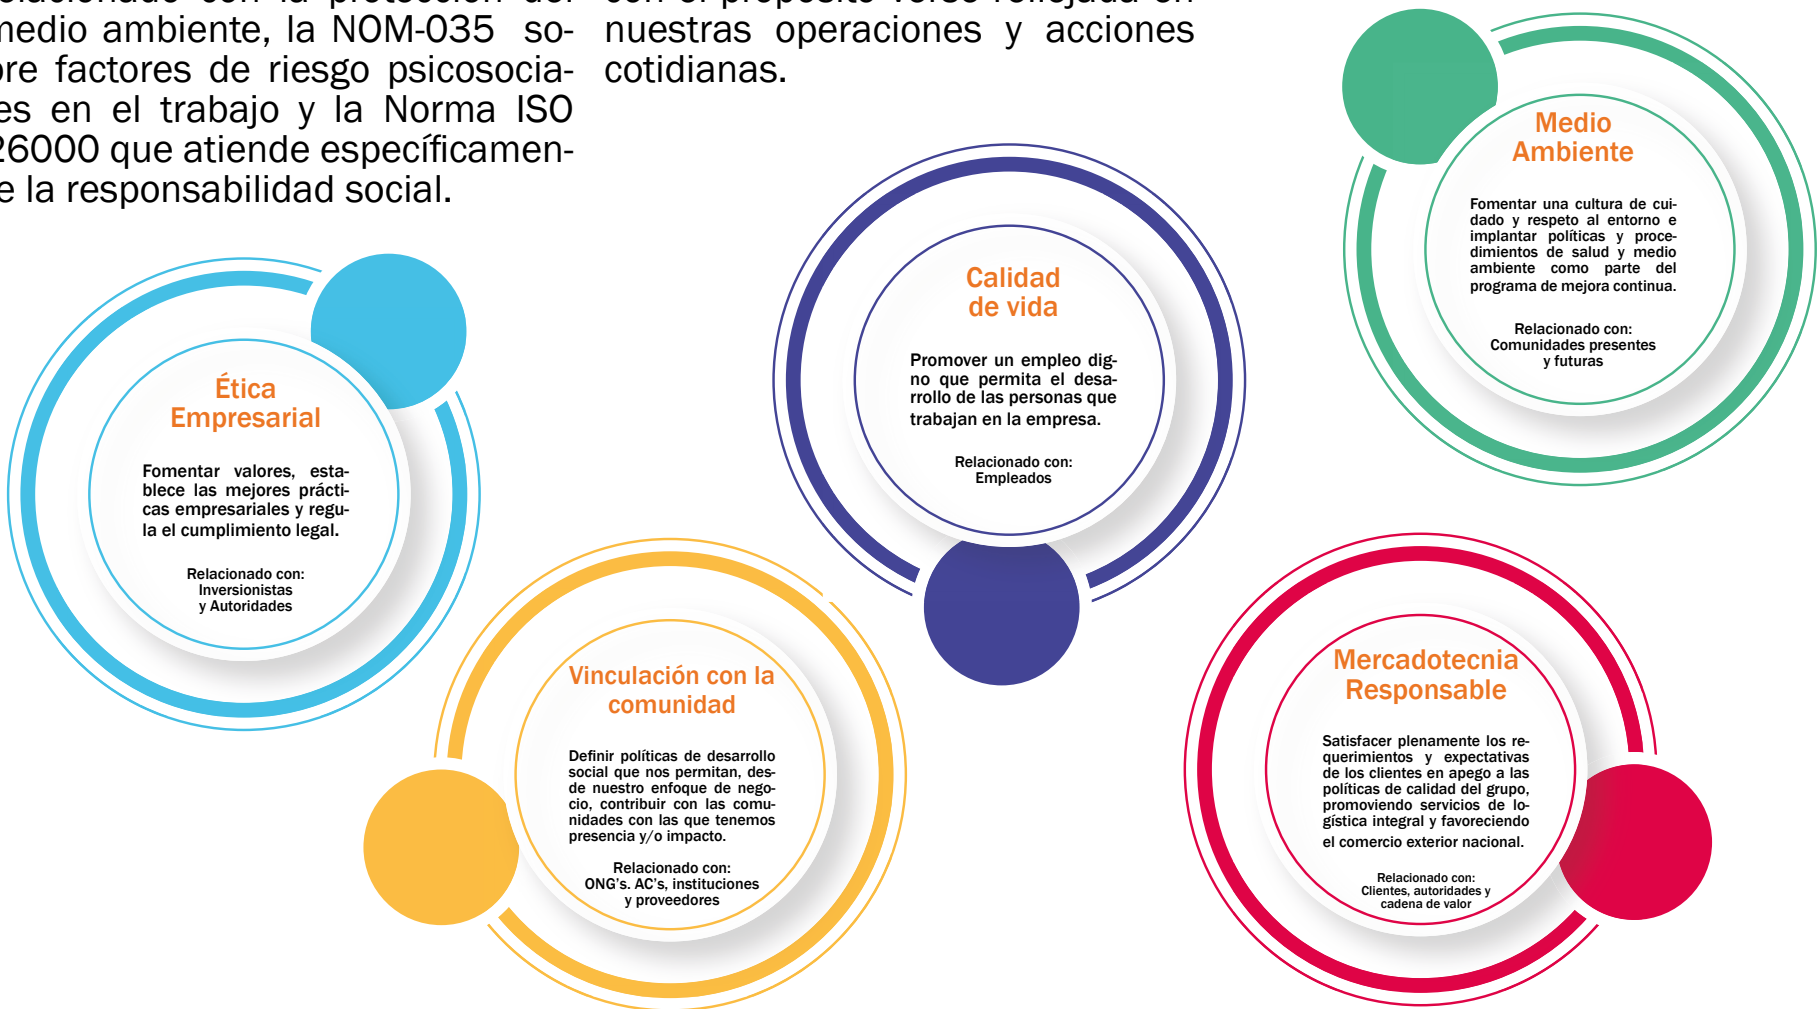 medio ambiente, la NOM-035 so-
factores de riesgo psicosocia-
en el trabajo y la Norma ISO
26000 que atiende específicamen-
la responsabilidad social.
nuestras operaciones y acciones
cotidianas.
Medio
Ambiente
Fomentar una cultura de cui-
dado y respeto al entorno e
implantar políticas y proce-
dimientos de salud y medio
ambiente como parte del
programa de mejora continua.
Relacionado con:
Comunidades presentes
y futuras
Calidad
de vida
Promover un empleo dig-
no que permita el desa-
rrollo de las personas que
trabajan en la empresa.
Relacionado con:
Empleados
Ética
Empresarial
Fomentar valores, esta-
blece las mejores prácti-
cas empresariales y regu-
la el cumplimiento legal.
Relacionado con:
Inversionistas
y Autoridades
Vinculación con la
comunidad
Definir políticas de desarrollo
social que nos permitan, des-
de nuestro enfoque de nego-
cio, contribuir con las comu-
nidades con las que tenemos
presencia y/o impacto.
Relacionado con:
ONG's. AC's, instituciones
y proveedores
Mercadotecnia
Responsable
Satisfacer plenamente los re-
querimientos y expectativas
de los clientes en apego a las
políticas de calidad del grupo,
promoviendo servicios de lo-
gística integral y favoreciendo
el comercio exterior nacional.
Relacionado con:
Clientes, autoridades y
cadena de valor